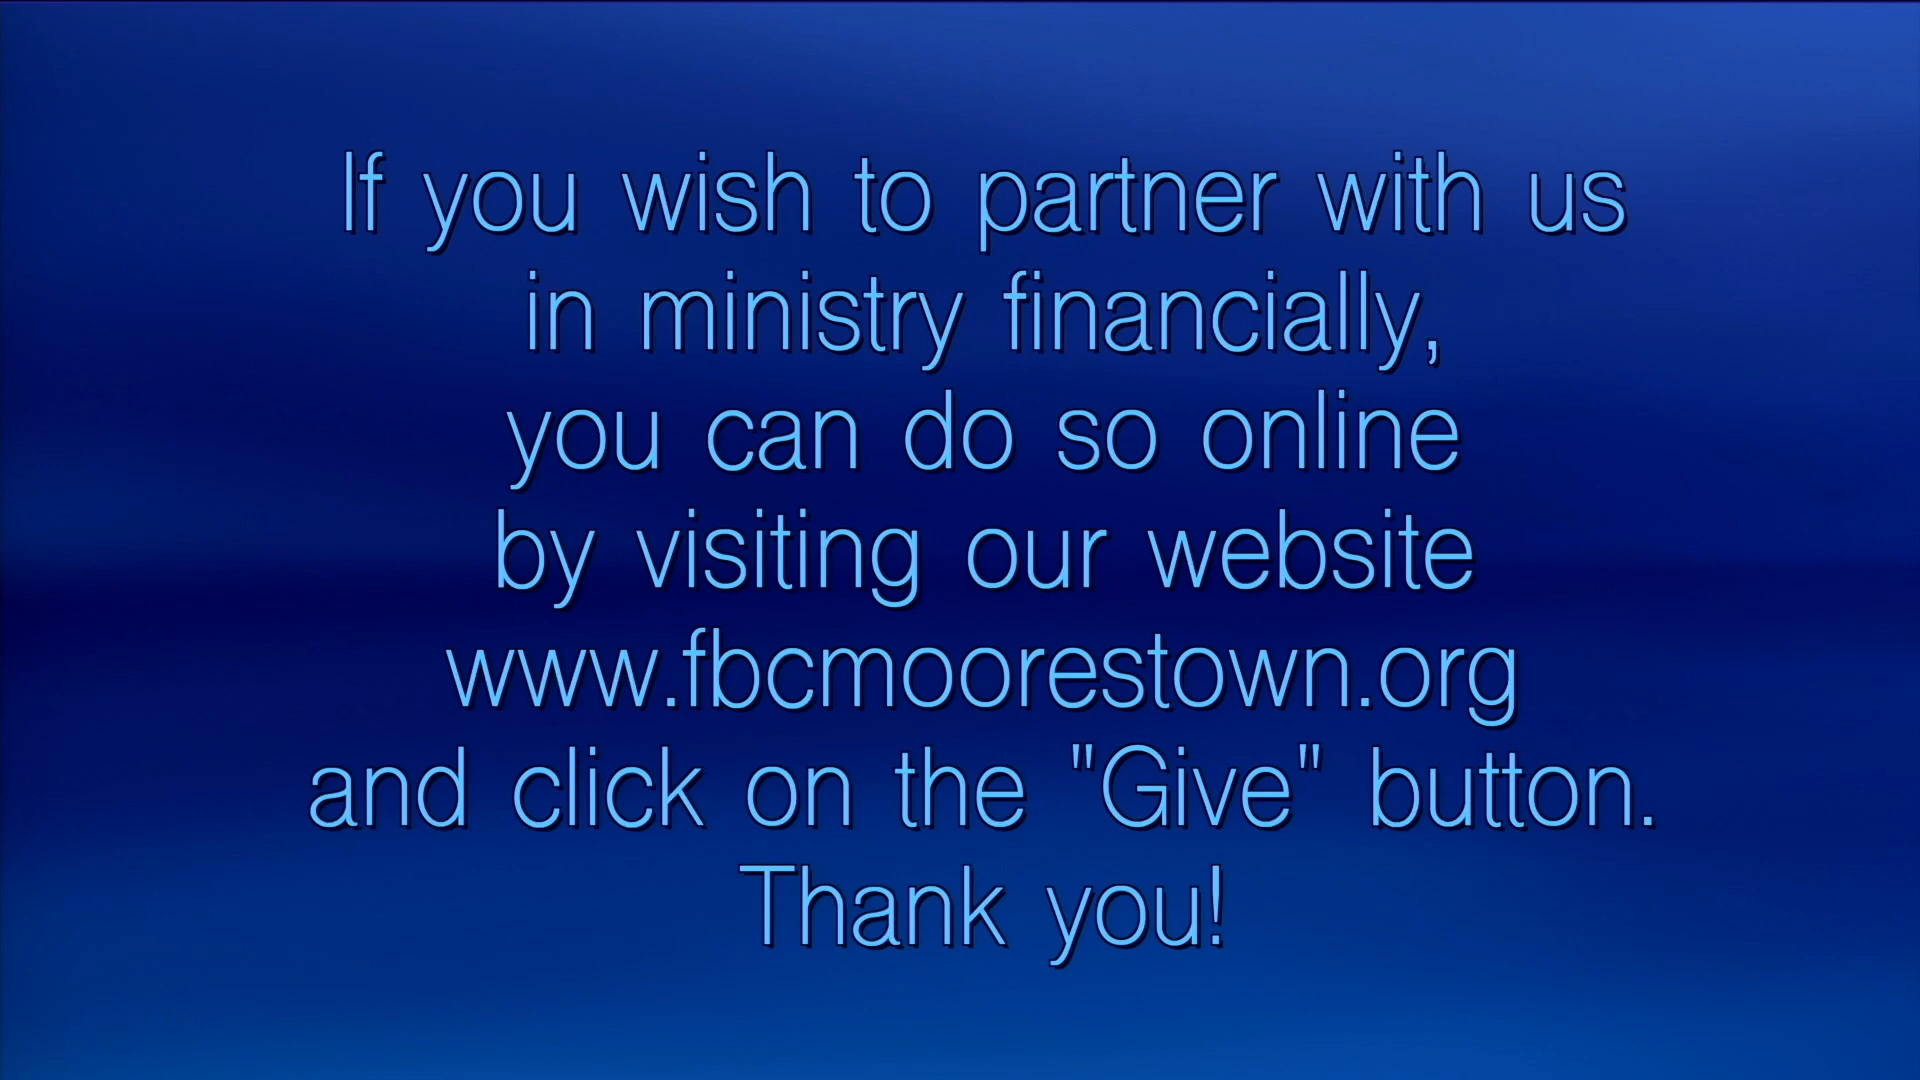 If you wish to partner with us
in ministry financially,
you can do so online
by visiting our website
www.fbcmoorestown.org
and click on the "Give" button.
Thank you!